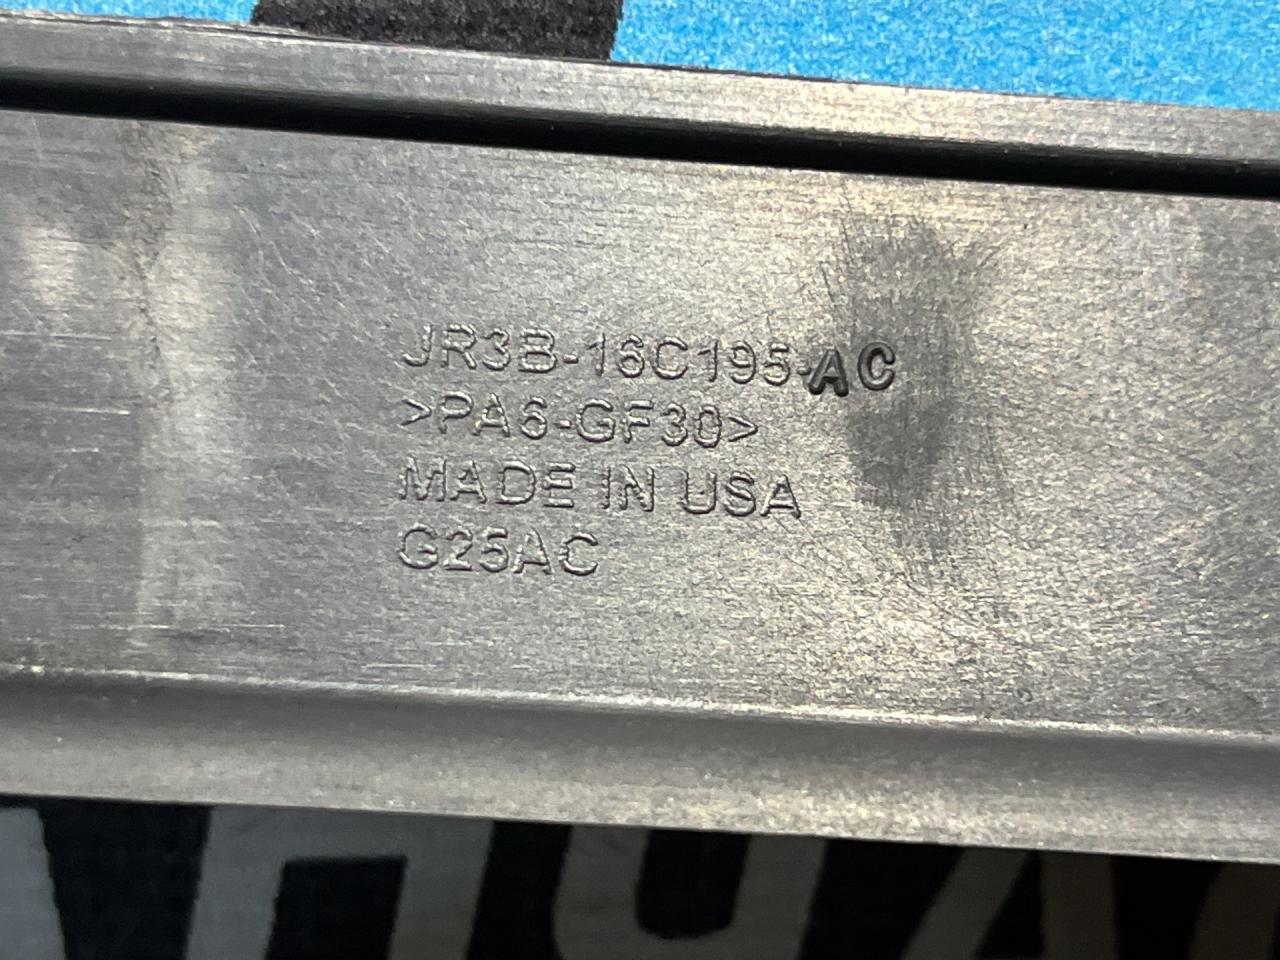 JR3B-16C195-AC
>PA6-GF30<
MADE IN USA
G25AC